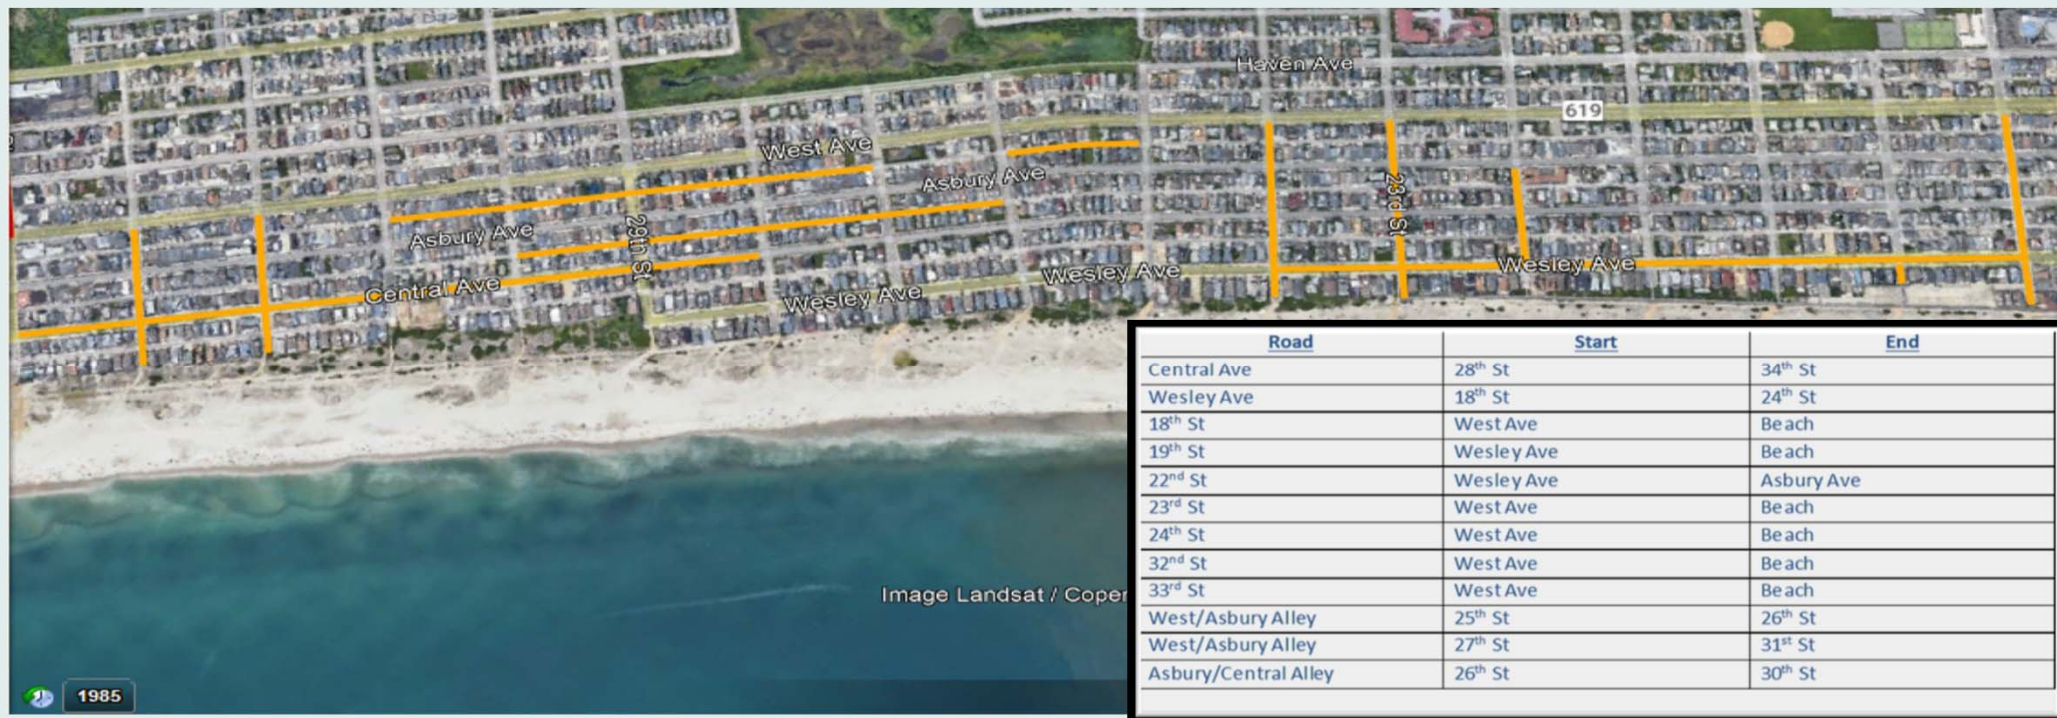 Haven Ave
619
West Ave
Asbury Ave
23rd St
Asbury Ave
29th St
Wesley Ave
Wesley Ave
Central Ave
Wesley Ave
Road Start End
Central Ave 28th St 34th St
Wesley Ave 18th St 24th St
18th St West Ave Beach
19th St Wesley Ave Beach
22nd St Wesley Ave Asbury Ave
23rd St West Ave Beach
24th St West Ave Beach
32nd St West Ave Beach
33rd St West Ave Beach
West/Asbury Alley 25th St 26th St
West/Asbury Alley 27th St 31st St
Asbury/Central Alley 26th St 30th St
Image Landsat / Coper
1985